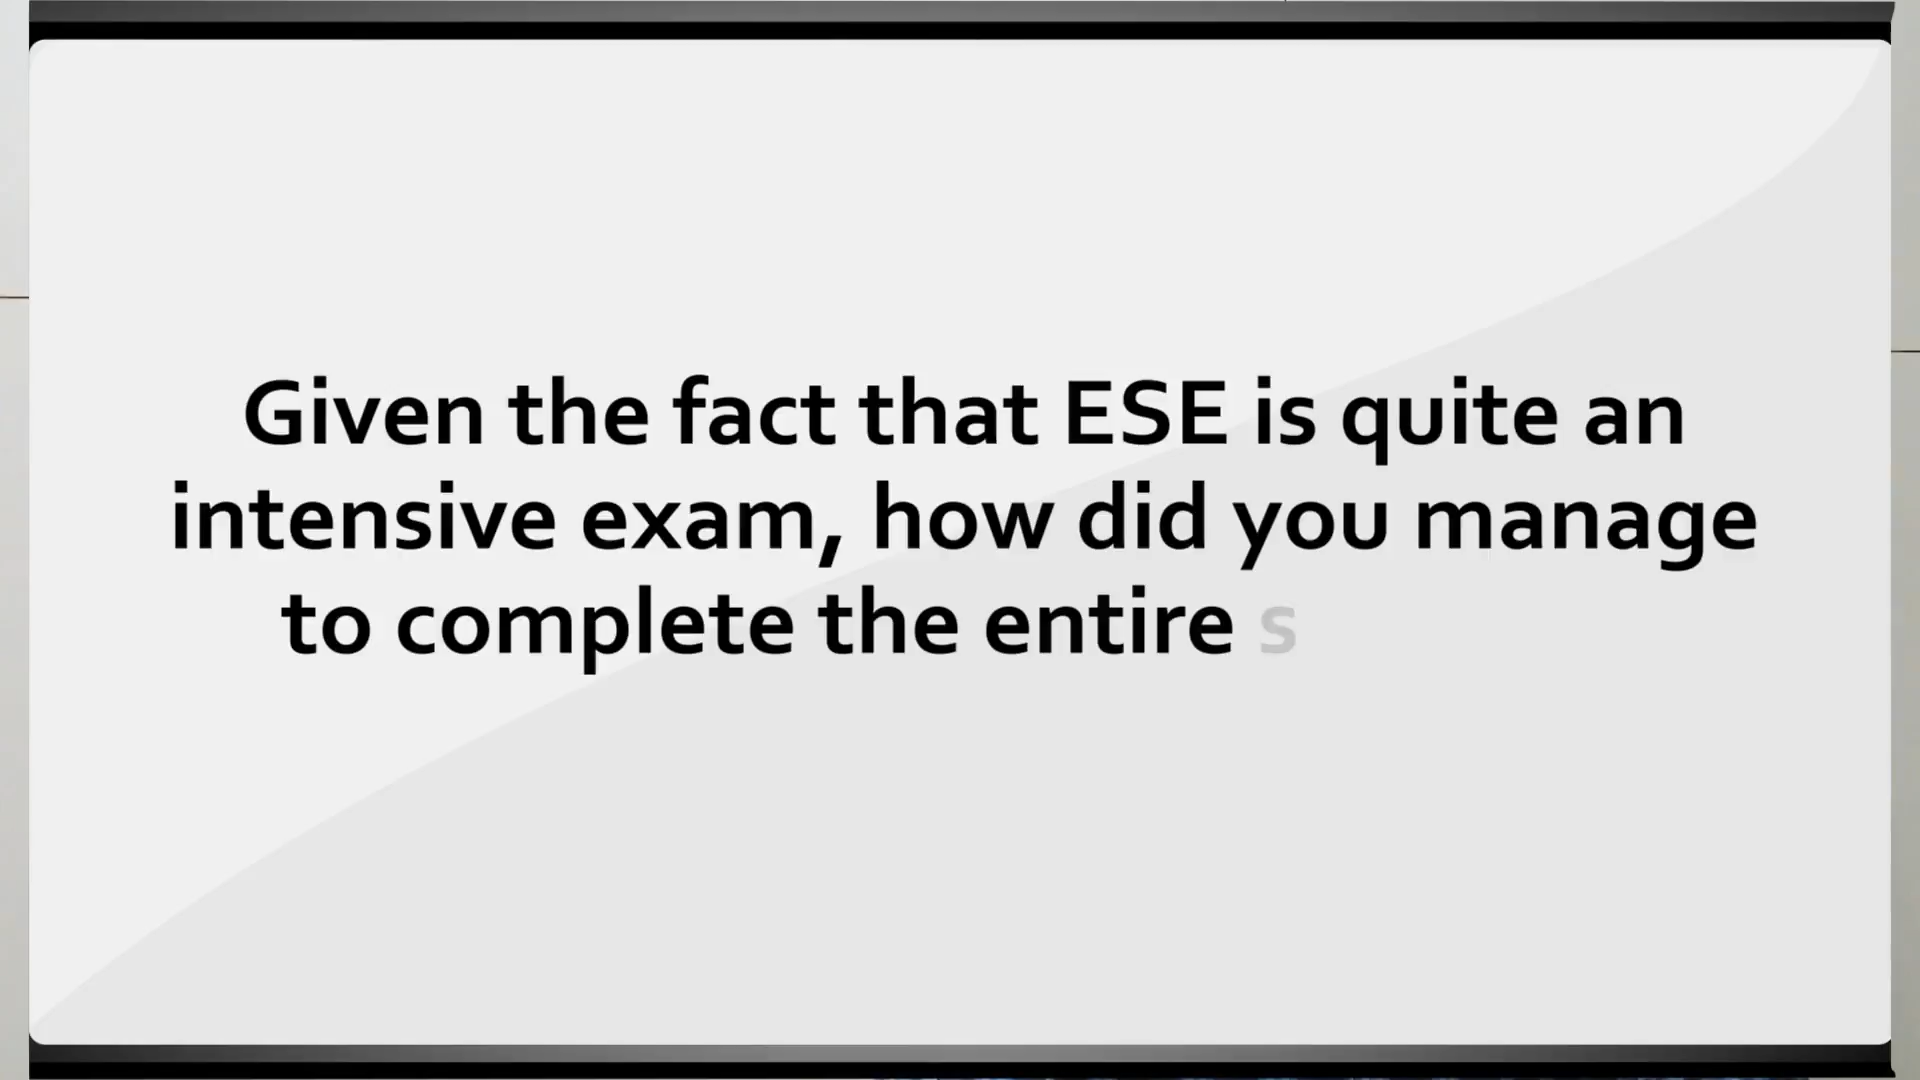 Given the fact that ESE is quite an
intensive exam, how did you manage
to complete the entire s